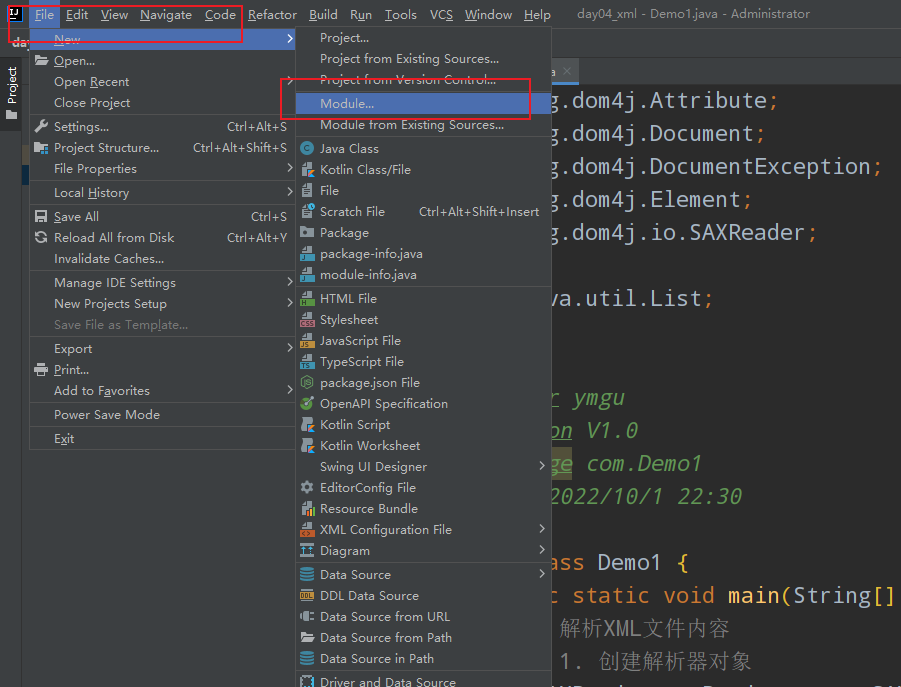 IJ File Edit View Navigate Code Refactor Build Run Tools VCS Window Help day04_xml - Demo1.java - Administrator
New
Open...
Open Recent
Close Project
Settings... Ctrl+Alt+S
Project Structure... Ctrl+Alt+Shift+S
File Properties
Local History
Save All Ctrl+S
Reload All from Disk Ctrl+Alt+Y
Invalidate Caches...
Manage IDE Settings
New Projects Setup
Save File as Template...
Export
Print...
Add to Favorites
Power Save Mode
Exit
Project
Project...
Project from Existing Sources...
Project from Version Control...
Module...
Module from Existing Sources...
Java Class
Kotlin Class/File
File
Scratch File Ctrl+Alt+Shift+Insert
Package
package-info.java
module-info.java
HTML File
Stylesheet
JavaScript File
TypeScript File
package.json File
OpenAPI Specification
Kotlin Script
Kotlin Worksheet
Swing UI Designer
EditorConfig File
Resource Bundle
XML Configuration File
Diagram
Data Source
DDL Data Source
Data Source from URL
Data Source from Path
Data Source in Path
Driver and Data Source
g.dom4j.Attribute;
g.dom4j.Document;
g.dom4j.DocumentException;
g.dom4j.Element;
g.dom4j.io.SAXReader;
va.util.List;
r ymgu
on V1.0
ge com.Demo1
2022/10/1 22:30
ass Demo1 {
c static void main(String[]
解析XML文件内容
1. 创建解析器对象